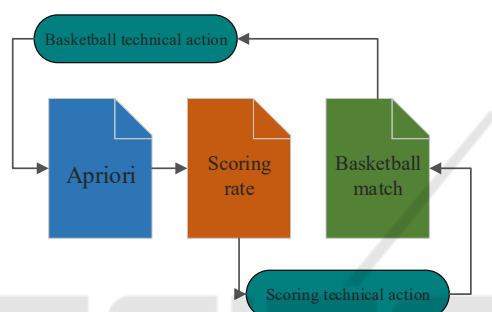 Basketball technical action
Apriori
Scoring
rate
Basketball
match
Scoring technical action